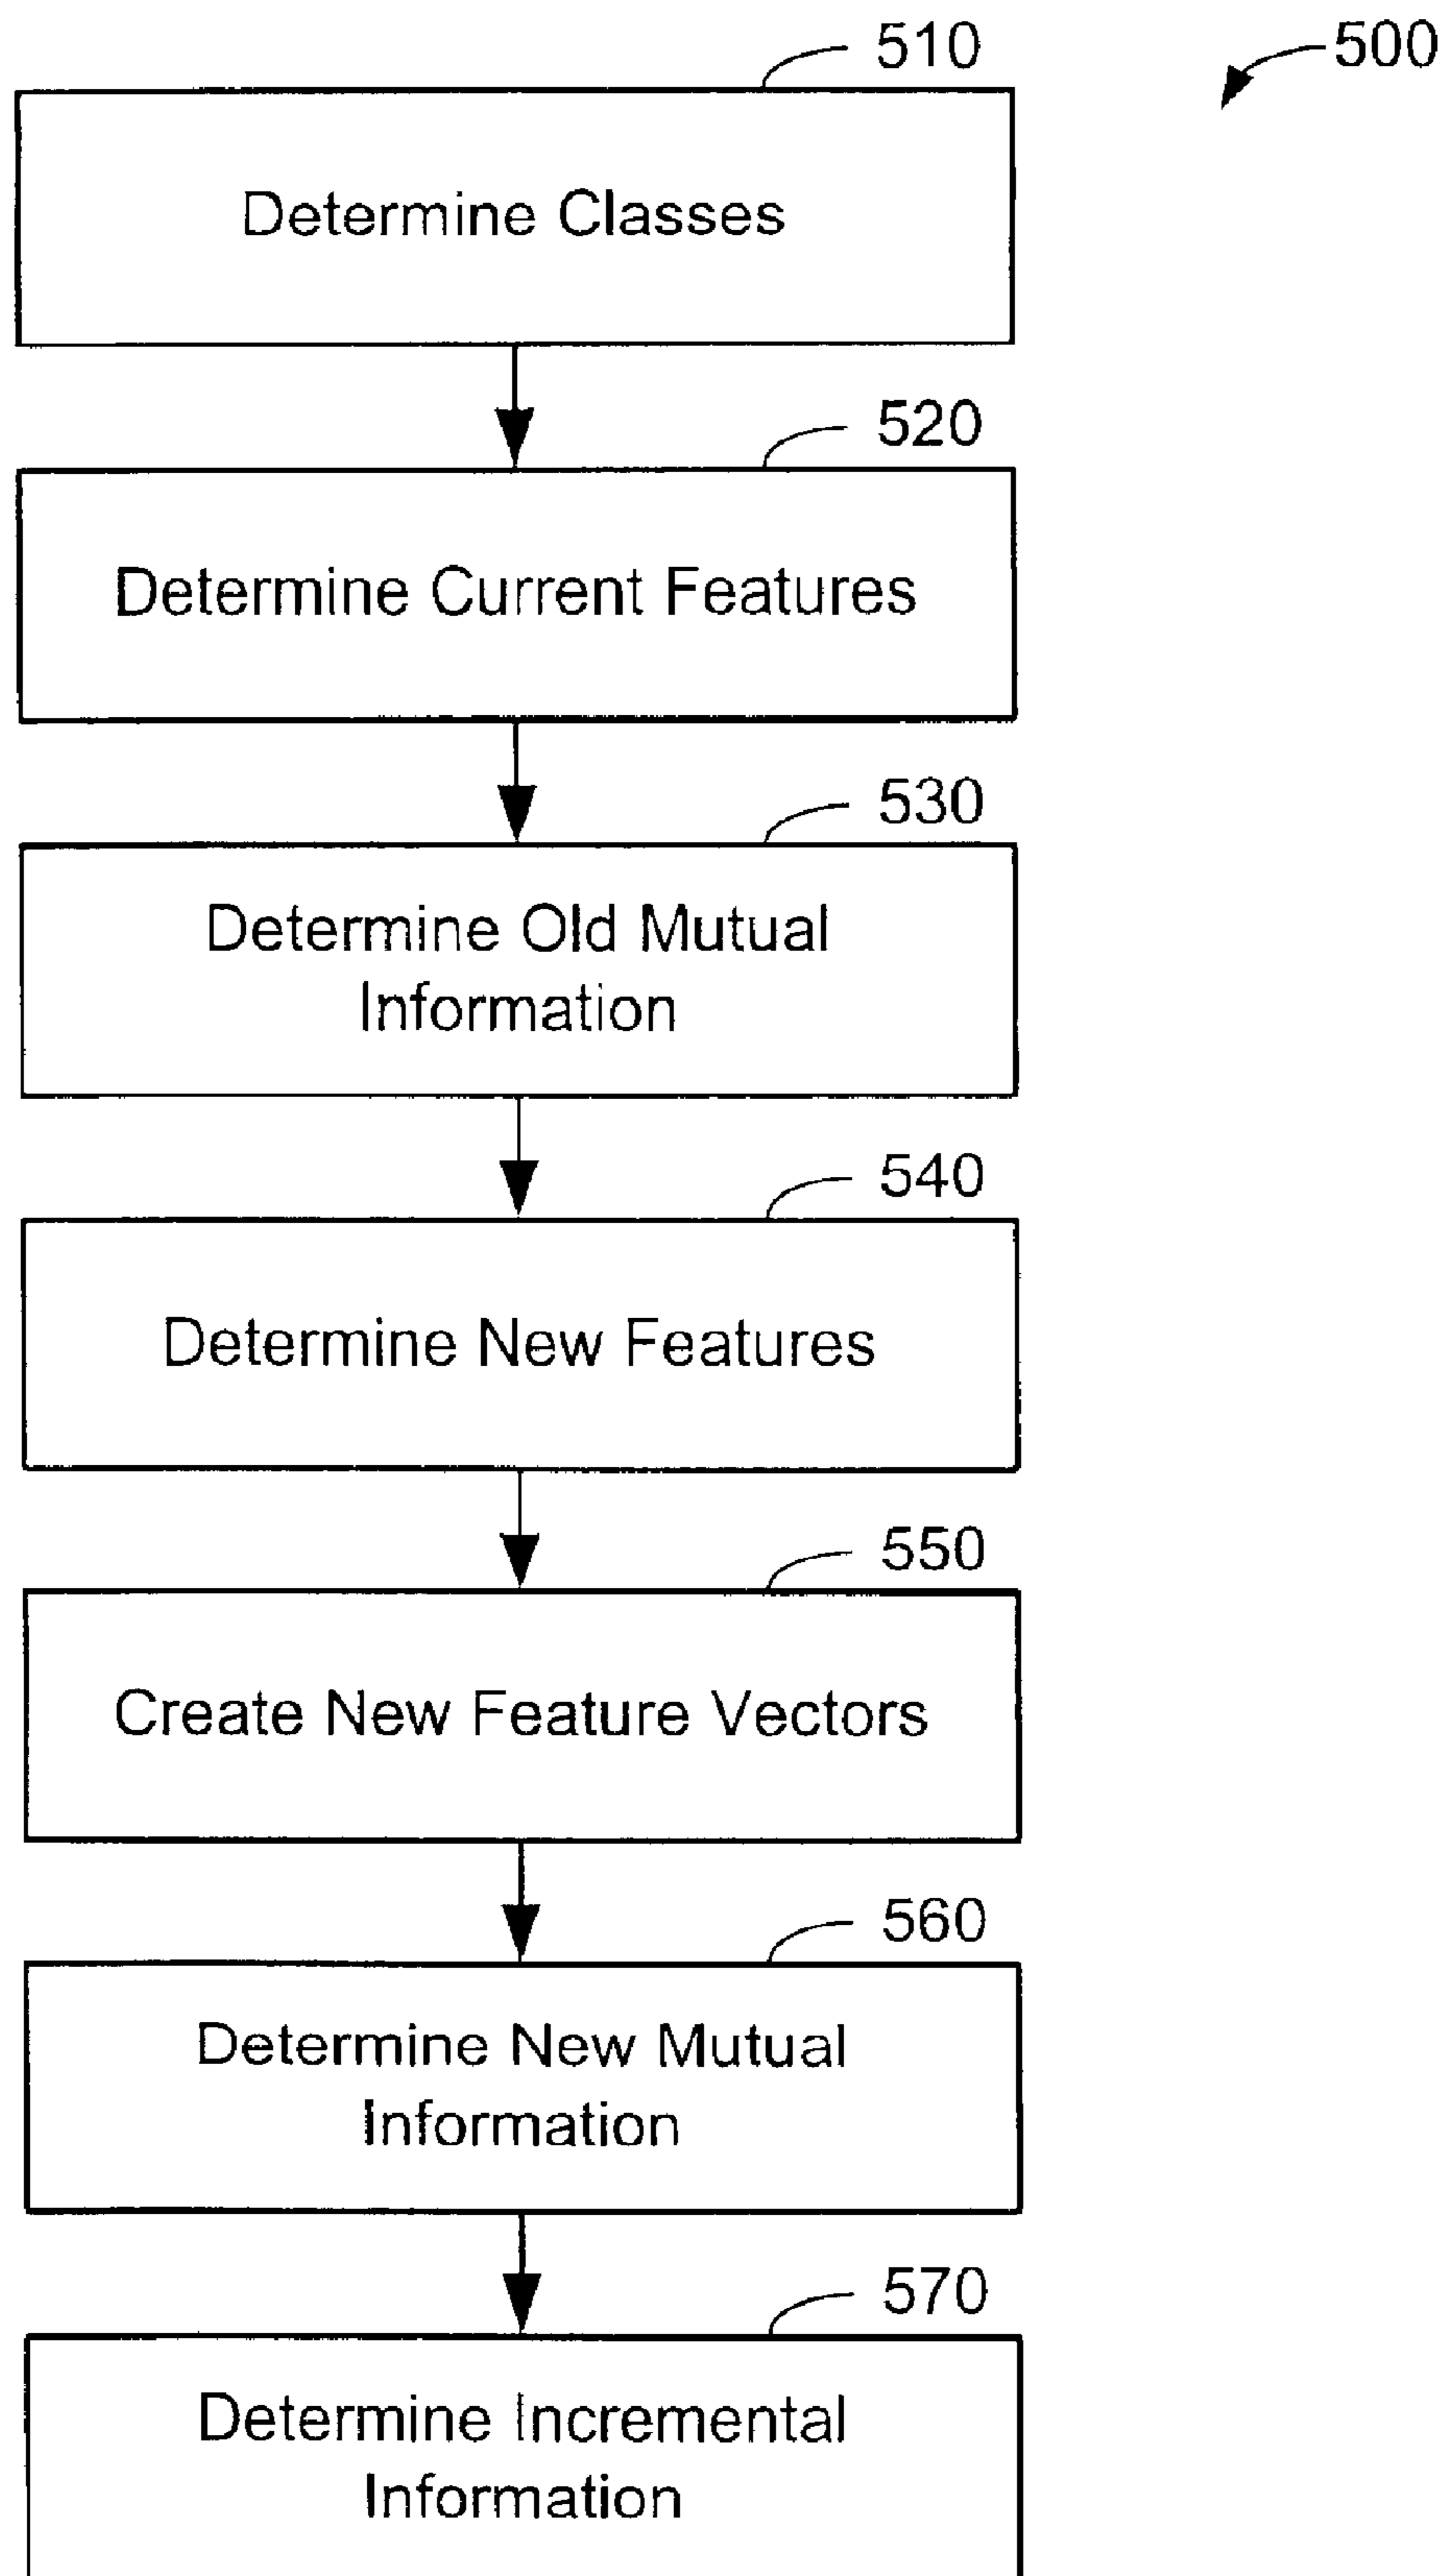 510
500
Determine Classes
520
Determine Current Features
530
Determine Old Mutual
Information
540
Determine New Features
550
Create New Feature Vectors
560
Determine New Mutual
Information
570
Determine Incremental
Information